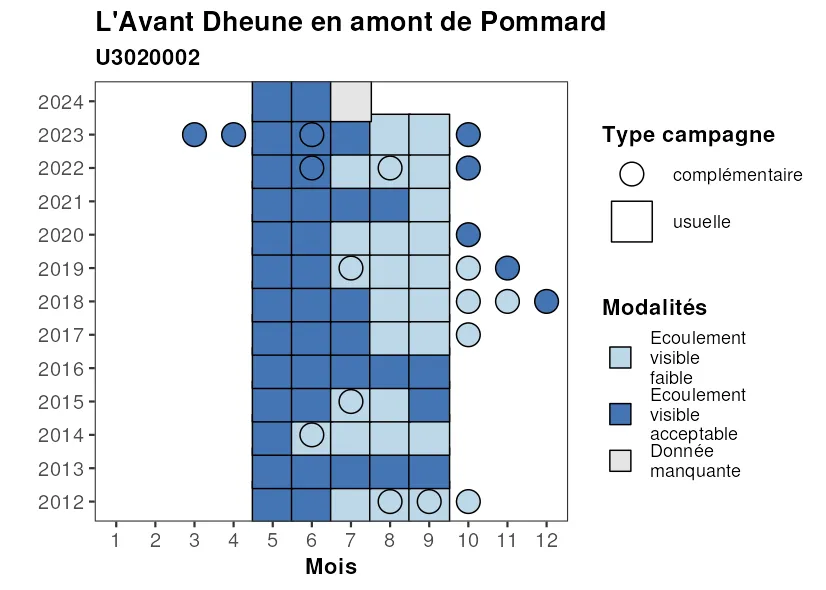 L'Avant Dheune en amont de Pommard
U3020002
2024
2023
2022
2021
2020
2019
2018
2017
2016
2015
2014
2013
2012
1 2 3 4 5 6 7 8 9 10 11 12
Mois
Type campagne
complémentaire
usuelle
Modalités
Ecoulement
visible
faible
Ecoulement
visible
acceptable
Donnée
manquante